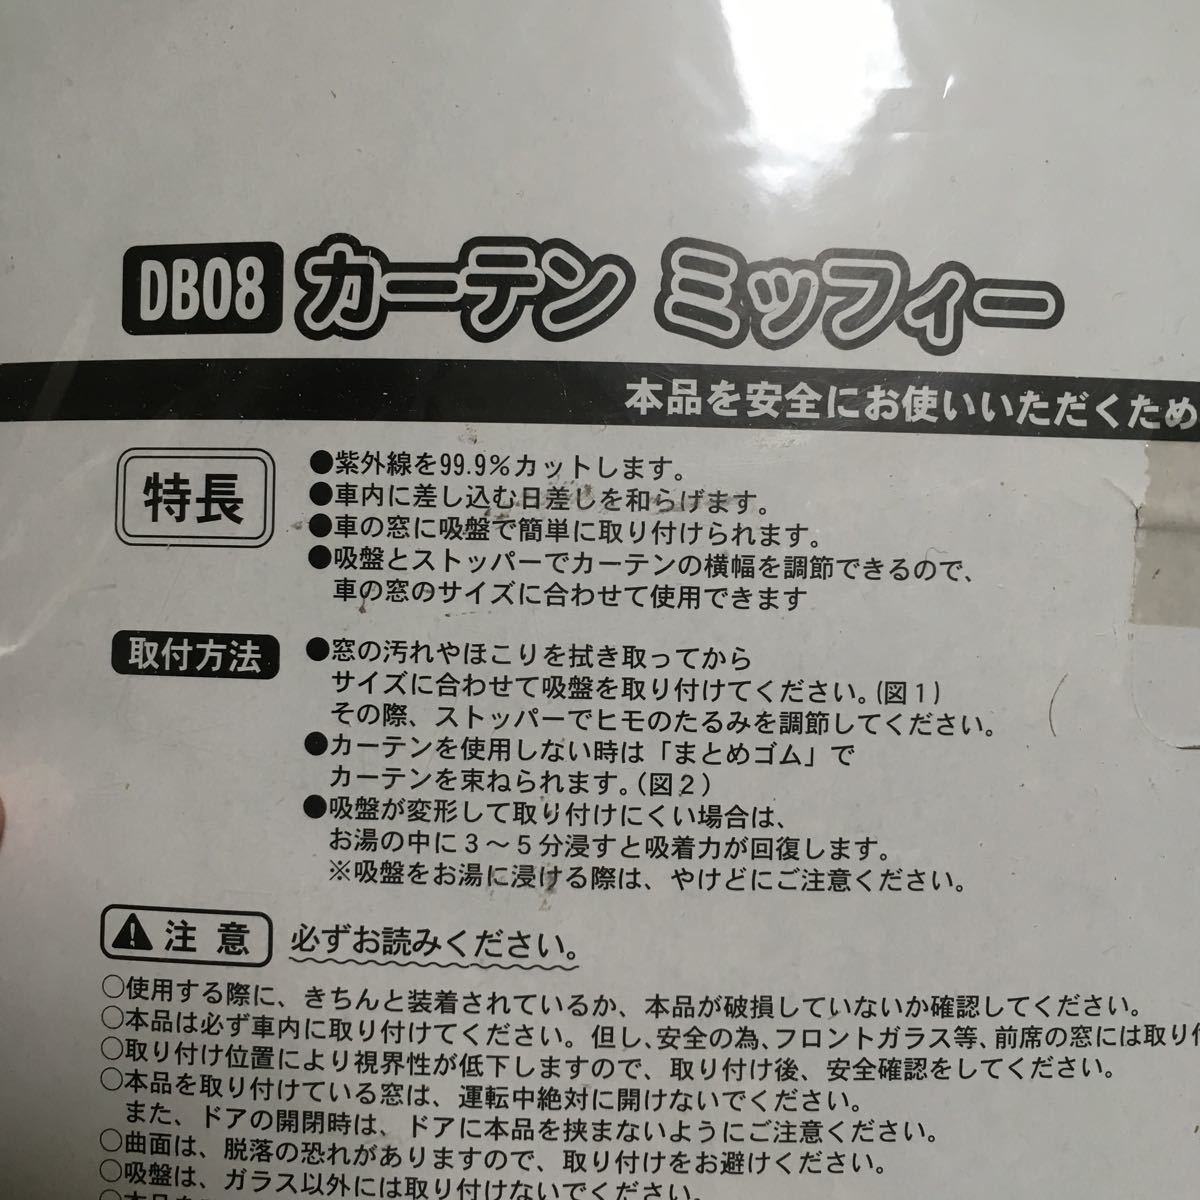 DB08 カーテン ミッフィー
本品を安全にお使いいただくため
特長
●紫外線を99.9%カットします。
●車内に差し込む日差しを和らげます。
●車の窓に吸盤で簡単に取り付けられます。
●吸盤とストッパーでカーテンの横幅を調節できるので、
車の窓のサイズに合わせて使用できます
取付方法
●窓の汚れやほこりを拭き取ってから
サイズに合わせて吸盤を取り付けてください。(図1)
その際、ストッパーでヒモのたるみを調節してください。
●カーテンを使用しない時は「まとめゴム」で
カーテンを束ねられます。(図2)
●吸盤が変形して取り付けにくい場合は、
お湯の中に3~5分浸すと吸着力が回復します。
※吸盤をお湯に浸ける際は、やけどにご注意ください。
注意 必ずお読みください。
○使用する際に、きちんと装着されているか、本品が破損していないか確認してください。
○本品は必ず車内に取り付けてください。但し、安全の為、フロントガラス等、前席の窓には取り付
○取り付け位置により視界性が低下しますので、取り付け後、安全確認をしてください。
○本品を取り付けている窓は、運転中絶対に開けないでください。
また、ドアの開閉時は、ドアに本品を挟まないようにご注意ください。
○曲面は、脱落の恐れがありますので、取り付けをお避けください。
○吸盤は、ガラス以外には取り付けないでください。